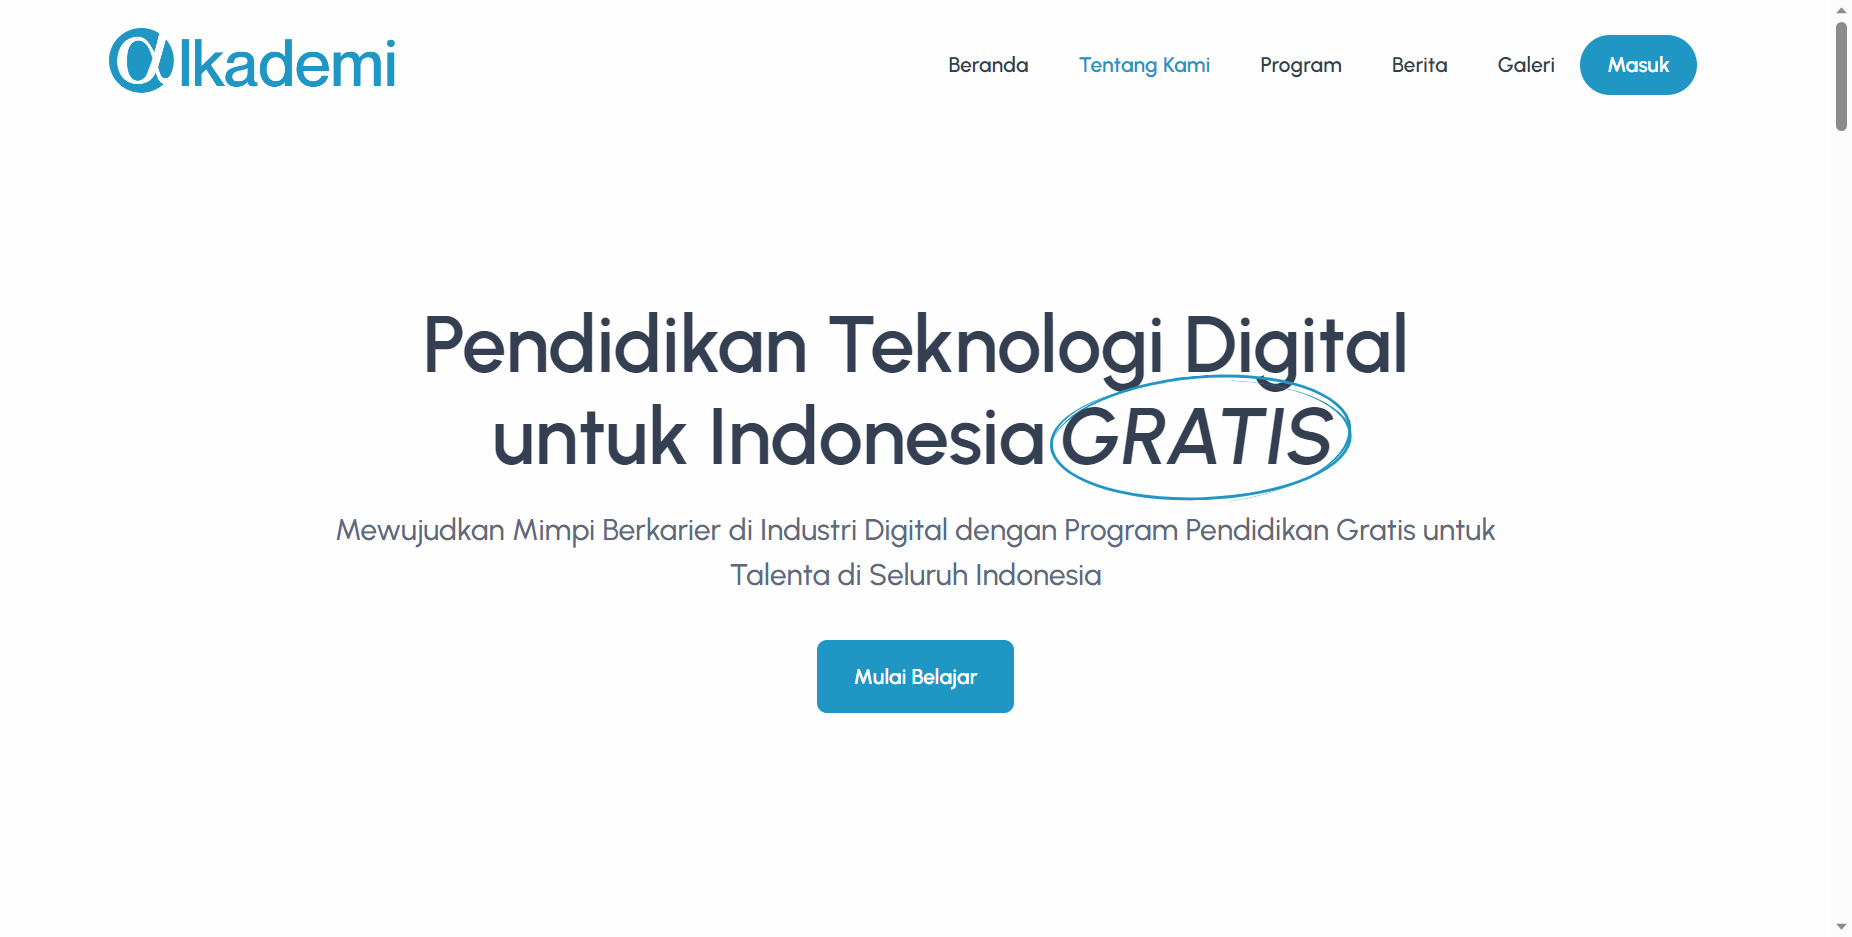 αlkademi
Beranda Tentang Kami Program Berita Galeri Masuk
Pendidikan Teknologi Digital
untuk Indonesia GRATIS
Mewujudkan Mimpi Berkarier di Industri Digital dengan Program Pendidikan Gratis untuk
Talenta di Seluruh Indonesia
Mulai Belajar